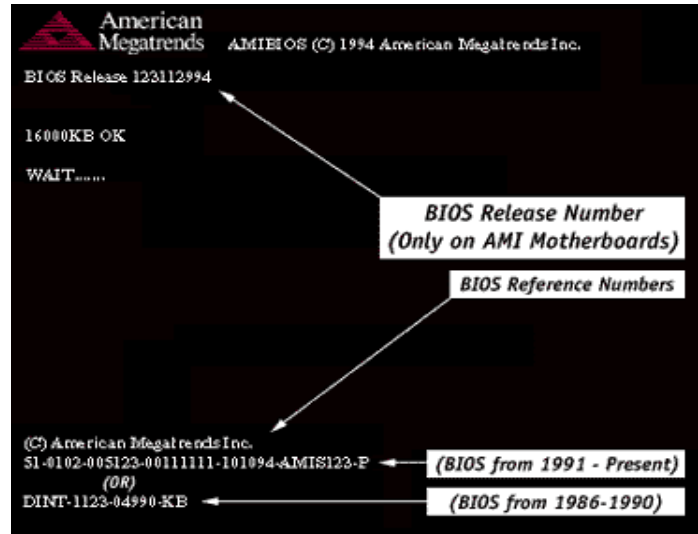 American
Megatrends
AMIBIOS (C) 1994 American Megatrends Inc.
BIOS Release 123112994
16000KB OK
WAIT......
BIOS Release Number
(Only on AMI Motherboards)
BIOS Reference Numbers
(C) American Megatrends Inc.
51-0102-005123-00111111-101094-AMIS123-P
(BIOS from 1991 - Present)
(OR)
DINT-1123-04990-KB
(BIOS from 1986-1990)